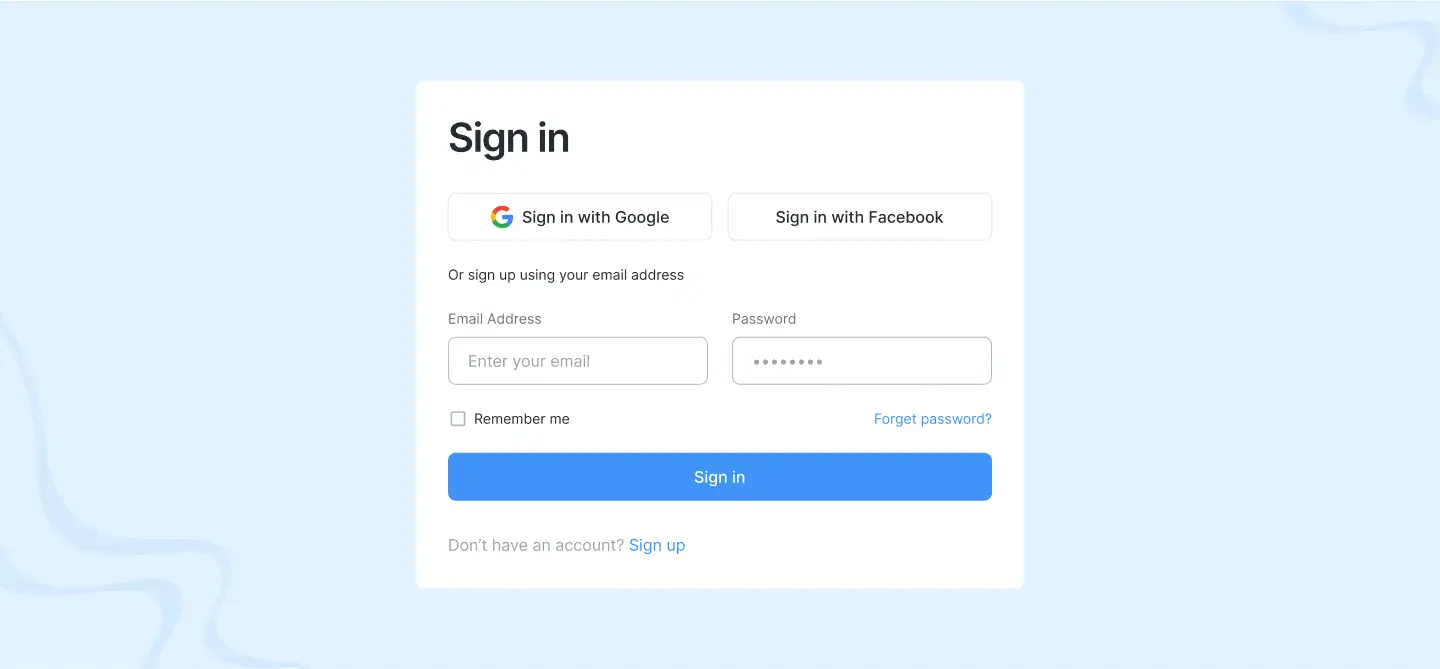 Sign in
Sign in with Google Sign in with Facebook
Or sign up using your email address
Email Address Password
Enter your email ••••••••
Remember me Forget password?
Sign in
Don't have an account? Sign up